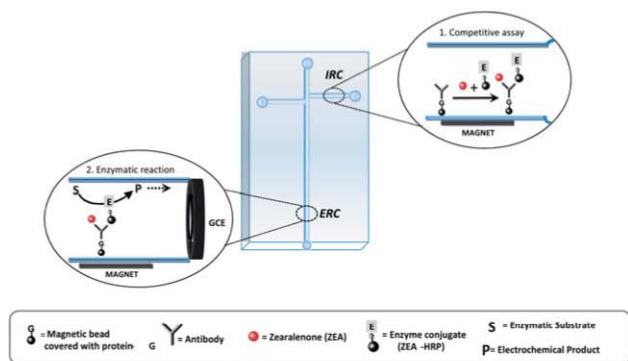 1. Competitive assay
E
E
+
G
G
MAGNET
IRC
2. Enzymatic reaction
S
E
P
G
MAGNET
GCE
ERC
G
= Magnetic bead
covered with protein- G
= Antibody
= Zearalenone (ZEA)
E
= Enzyme conjugate
(ZEA -HRP)
S = Enzymatic Substrate
P= Electrochemical Product